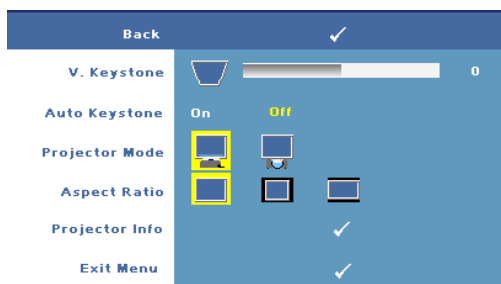 Back
V. Keystone 0
Auto Keystone On Off
Projector Mode
Aspect Ratio
Projector Info
Exit Menu